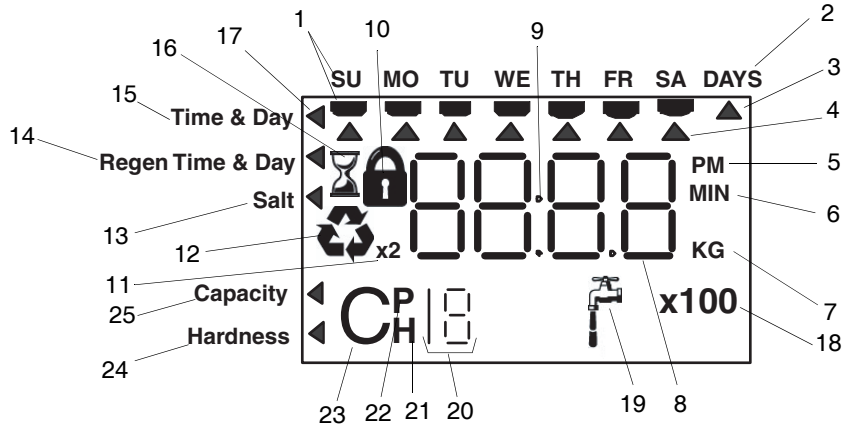 1 10 9 2
16 17
SU MO TU WE TH FR SA DAYS
3
15 Time & Day
4
14 Regen Time & Day
PM 5
Salt MIN 6
13
12 x2 KG
11 7
Capacity
25 C P H 18 x100
Hardness
24 18
23 22 21 20 19 8